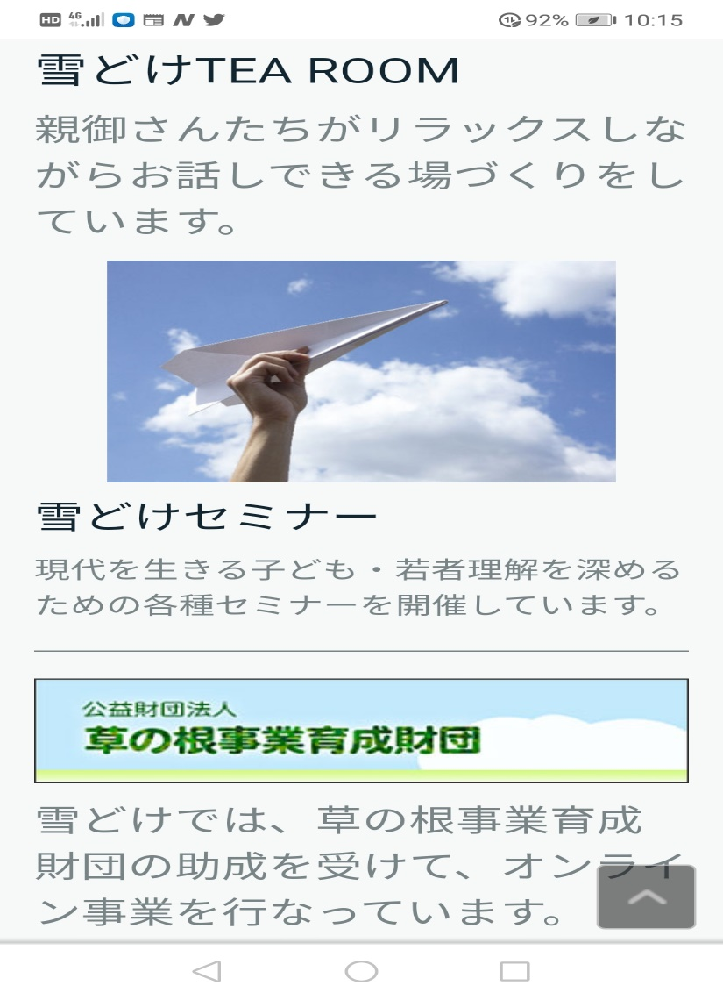 HD 4G 92% 10:15
雪どけTEA ROOM
親御さんたちがリラックスしな
がらお話しできる場づくりをし
ています。
雪どけセミナー
現代を生きる子ども・若者理解を深める
ための各種セミナーを開催しています。
公益財団法人
草の根事業育成財団
雪どけでは、草の根事業育成
財団の助成を受けて、オンライ
ン事業を行なっています。